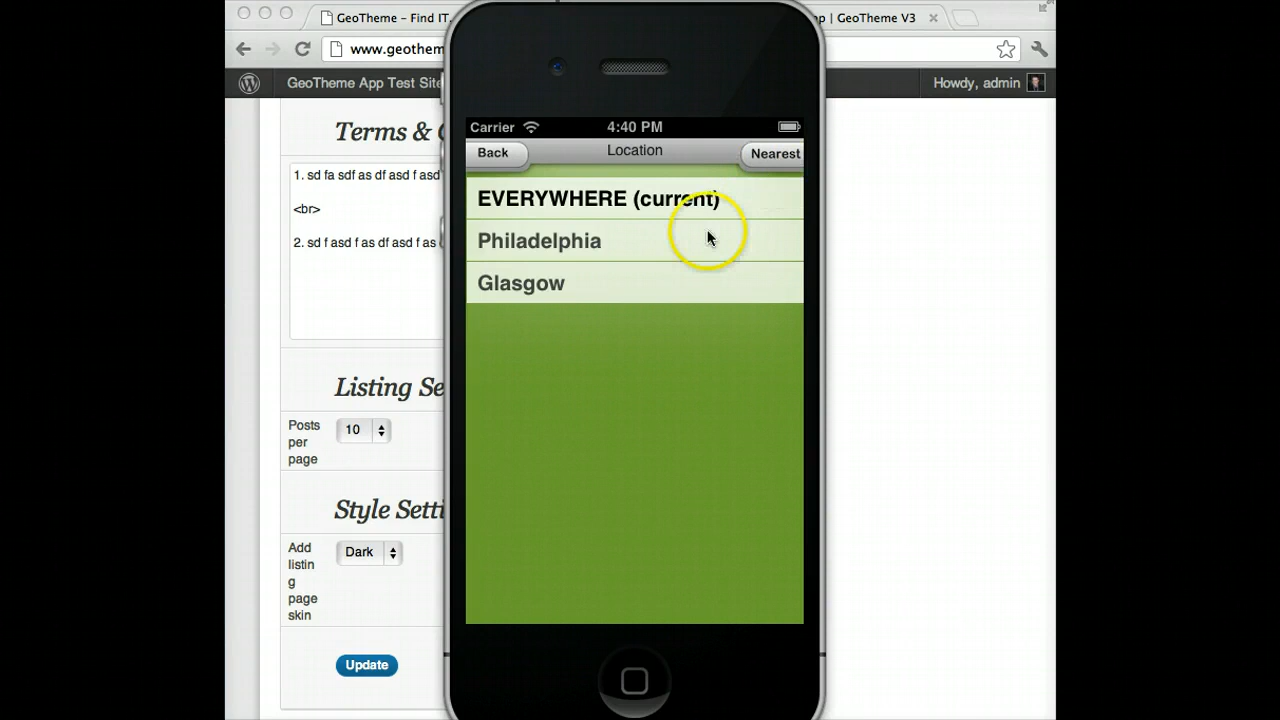 GeoTheme – Find IT.
p | GeoTheme V3
www.geothem
GeoTheme App Test Site
Howdy, admin
Terms &
1. sd fa sdf as df asd f asd
<br>
2. sd f asd f as df asd f as
Listing Se
Posts
per
page
10
Style Setti
Add
listin
g
page
skin
Dark
Update
Carrier
4:40 PM
Back
Location
Nearest
EVERYWHERE (current)
Philadelphia
Glasgow